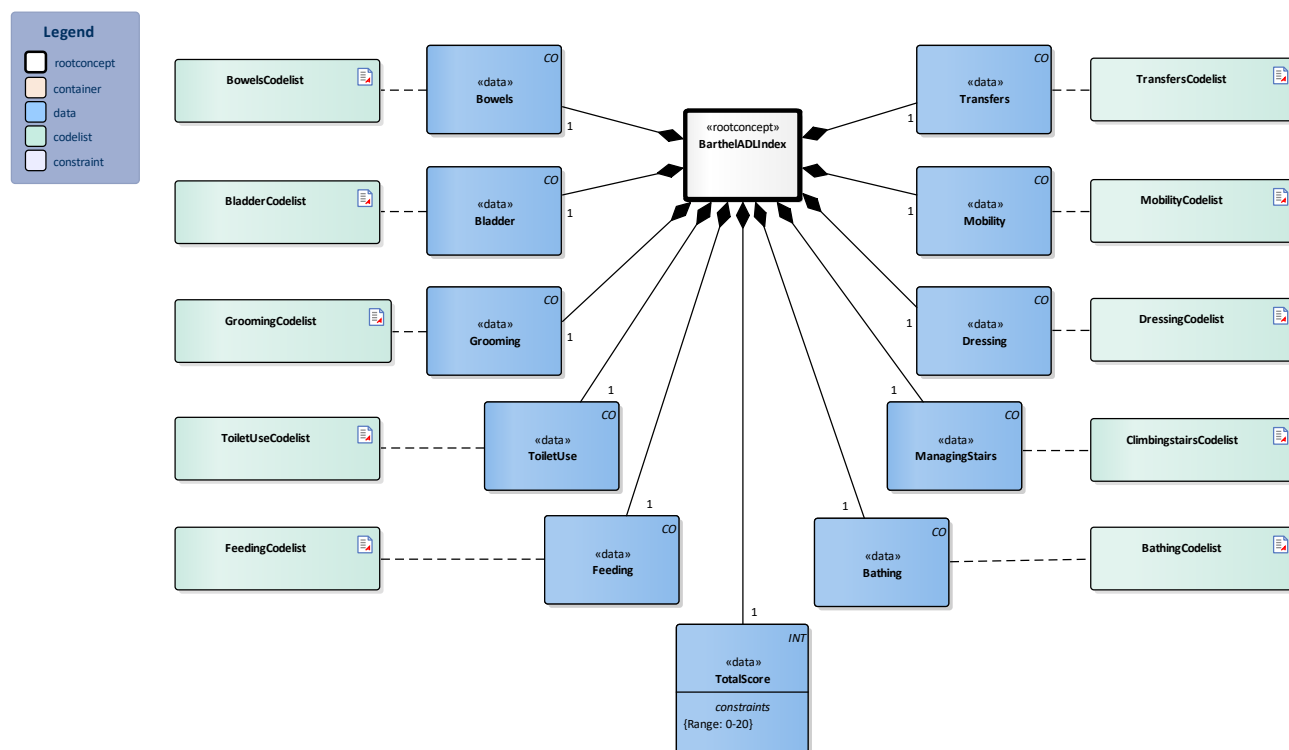 Legend
rootconcept
container
data
codelist
constraint
BowelsCodelist
CO
«data»
Bowels
1
«rootconcept»
BarthelADLIndex
CO
«data»
Transfers
1
TransfersCodelist
BladderCodelist
CO
«data»
Bladder
1
CO
«data»
Mobility
1
MobilityCodelist
GroomingCodelist
CO
«data»
Grooming
1
CO
«data»
Dressing
1
DressingCodelist
ToiletUseCodelist
1
CO
«data»
ToiletUse
1
CO
«data»
ManagingStairs
ClimbingstairsCodelist
FeedingCodelist
1
CO
«data»
Feeding
1
CO
«data»
Bathing
BathingCodelist
1
INT
«data»
TotalScore
constraints
{Range: 0-20}